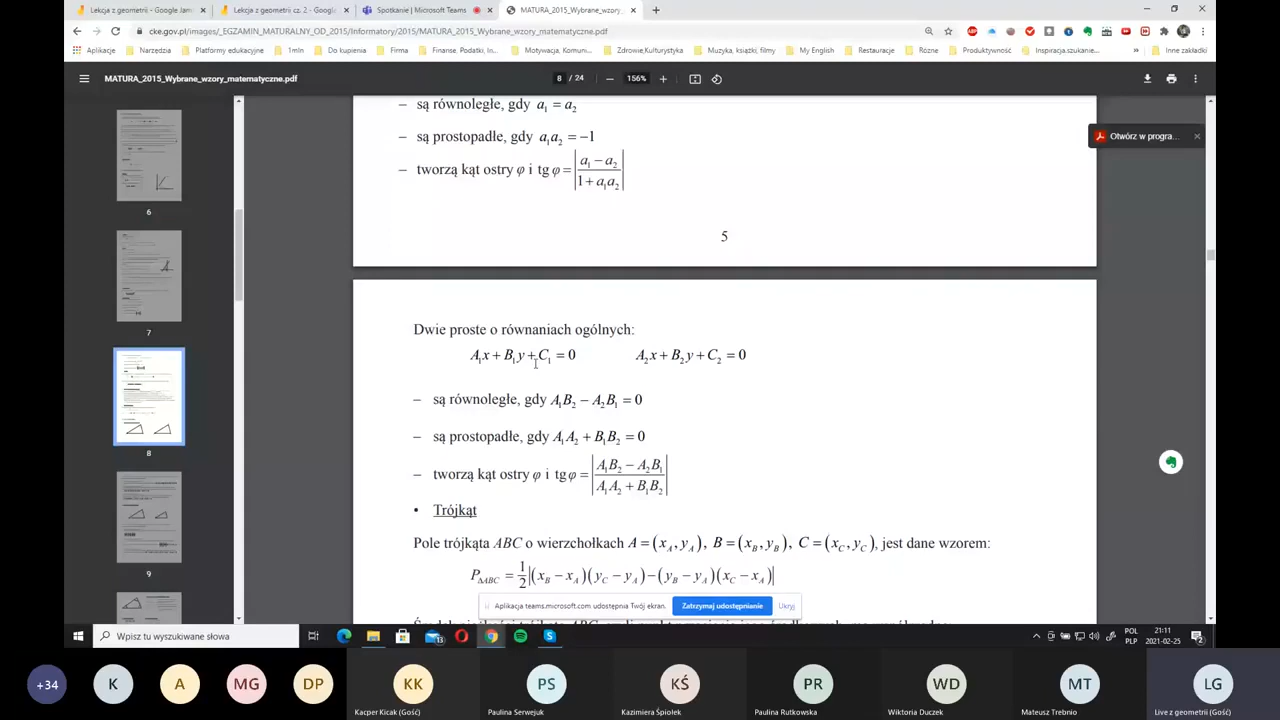 Lekcja z geometrii - Google Jam
Lekcja z geometrii cz. 2. - Google
Spotkanie | Microsoft Teams
MATURA_2015_Wybrane_wzory_
cke.gov.pl/images/_EGZAMIN_MATURALNY_OD_2015/Informatory/2015/MATURA_2015_Wybrane_wzory_matematyczne.pdf
Aplikacje Narzędzia Platformy edukacyjne 1mln Do kupienia Firma Finanse. Podatki, In... Motywacja, Komuni... Zdrowie,Kulturystyka Muzyka, książki, filmy My English Restauracje Różne Produktywność Inspiracja.szukanie... » Inne zakładki
MATURA_2015_Wybrane_wzory_matematyczne.pdf 8 / 24 156%
Otwórz w progra...
6
7
8
9
– są równoległe, gdy a₁ = a₂
– są prostopadłe, gdy a₁a₂ = −1
– tworzą kąt ostry φ i tg φ = |(a₁ − a₂)/(1 + a₁a₂)|
5
Dwie proste o równaniach ogólnych:
A₁x + B₁y + C₁ = 0 A₂x + B₂y + C₂ = 0
– są równoległe, gdy A₁B₂ − A₂B₁ = 0
– są prostopadłe, gdy A₁A₂ + B₁B₂ = 0
– tworzą kąt ostry φ i tg φ = |(A₁B₂ − A₂B₁)/(A₁A₂ + B₁B₂)|
• Trójkąt
Pole trójkąta ABC o wierzchołkach A = (x_A, y_A), B = (x_B, y_B), C = (x_C, y_C), jest dane wzorem:
P_ΔABC = 1/2 |(x_B − x_A)(y_C − y_A) − (y_B − y_A)(x_C − x_A)|
Aplikacja teams.microsoft.com udostępnia Twój ekran. Zatrzymaj udostępnianie Ukryj
Wpisz tu wyszukiwane słowa
13
POL
PLP
21:11
2021-02-25
2
+34 K A MG DP KK PS KŚ PR WD MT LG
Kacper Kicak (Gość) Paulina Serwejuk Kazimiera Śpiołek Paulina Rutkowska Wiktoria Duczek Mateusz Trebnio Live z geometrii (Gość)